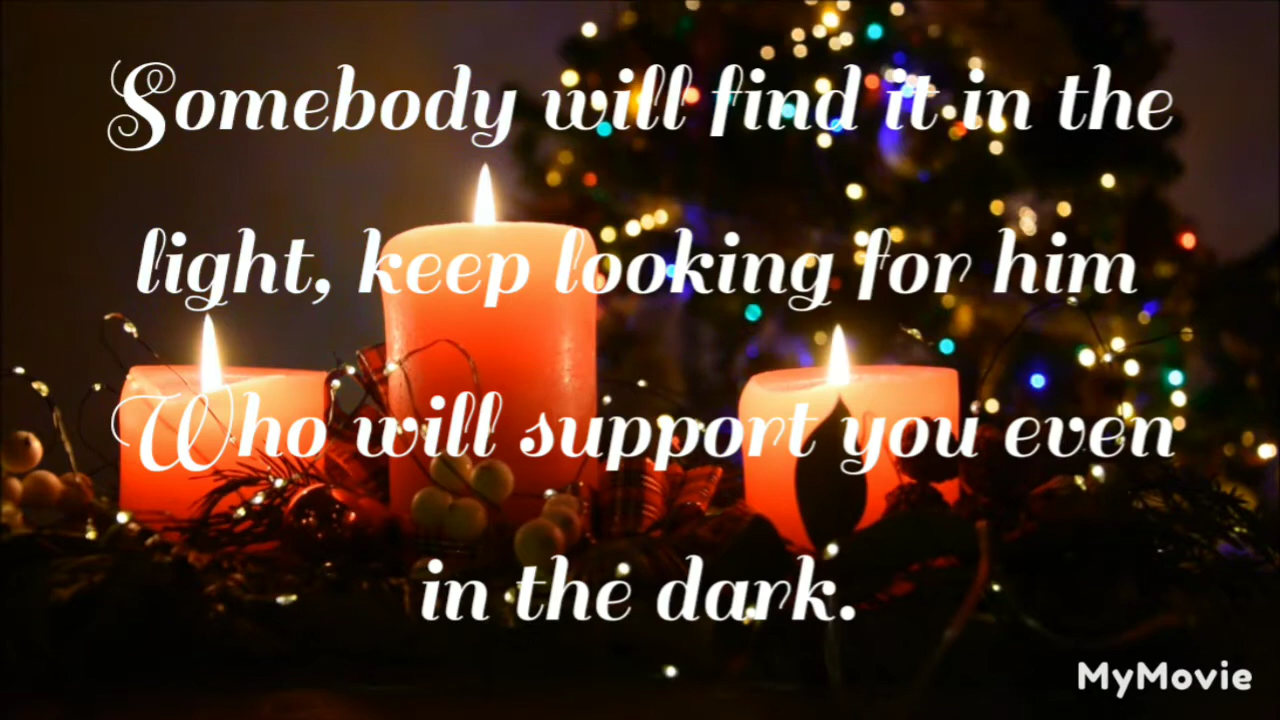 Somebody will find it in the
light, keep looking for him
Who will support you even
in the dark.
MyMovie